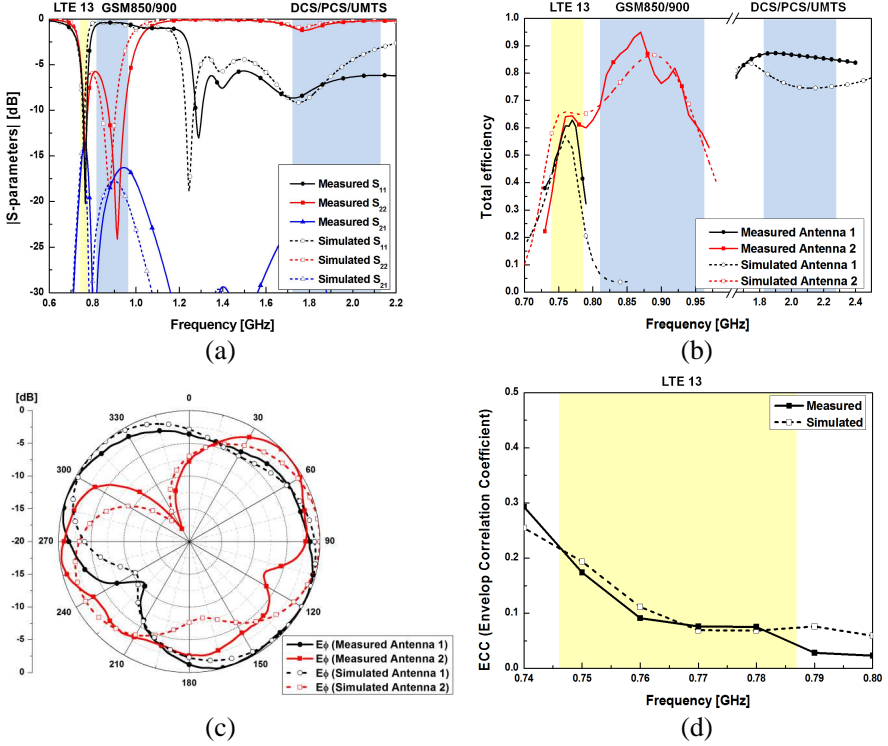 LTE 13 GSM850/900 DCS/PCS/UMTS
|S-parameters| [dB]
0
-5
-10
-15
-20
-25
-30
0.6 0.8 1.0 1.2 1.4 1.6 1.8 2.0 2.2
Frequency [GHz]
Measured S11
Measured S22
Measured S21
Simulated S11
Simulated S22
Simulated S21
(a)
LTE 13 GSM850/900 DCS/PCS/UMTS
Total efficiency
1.0
0.9
0.8
0.7
0.6
0.5
0.4
0.3
0.2
0.1
0.0
0.70 0.75 0.80 0.85 0.90 0.95 1.8 2.1 2.4
Frequency [GHz]
Measured Antenna 1
Measured Antenna 2
Simulated Antenna 1
Simulated Antenna 2
(b)
[dB]
0
-5
-10
-15
-20
-15
-10
-5
0
0
30
60
90
120
150
180
210
240
270
300
330
Eϕ (Measured Antenna 1)
Eϕ (Measured Antenna 2)
Eϕ (Simulated Antenna 1)
Eϕ (Simulated Antenna 2)
(c)
LTE 13
ECC (Envelop Correlation Coefficient)
0.5
0.4
0.3
0.2
0.1
0.0
0.74 0.75 0.76 0.77 0.78 0.79 0.80
Frequency [GHz]
Measured
Simulated
(d)